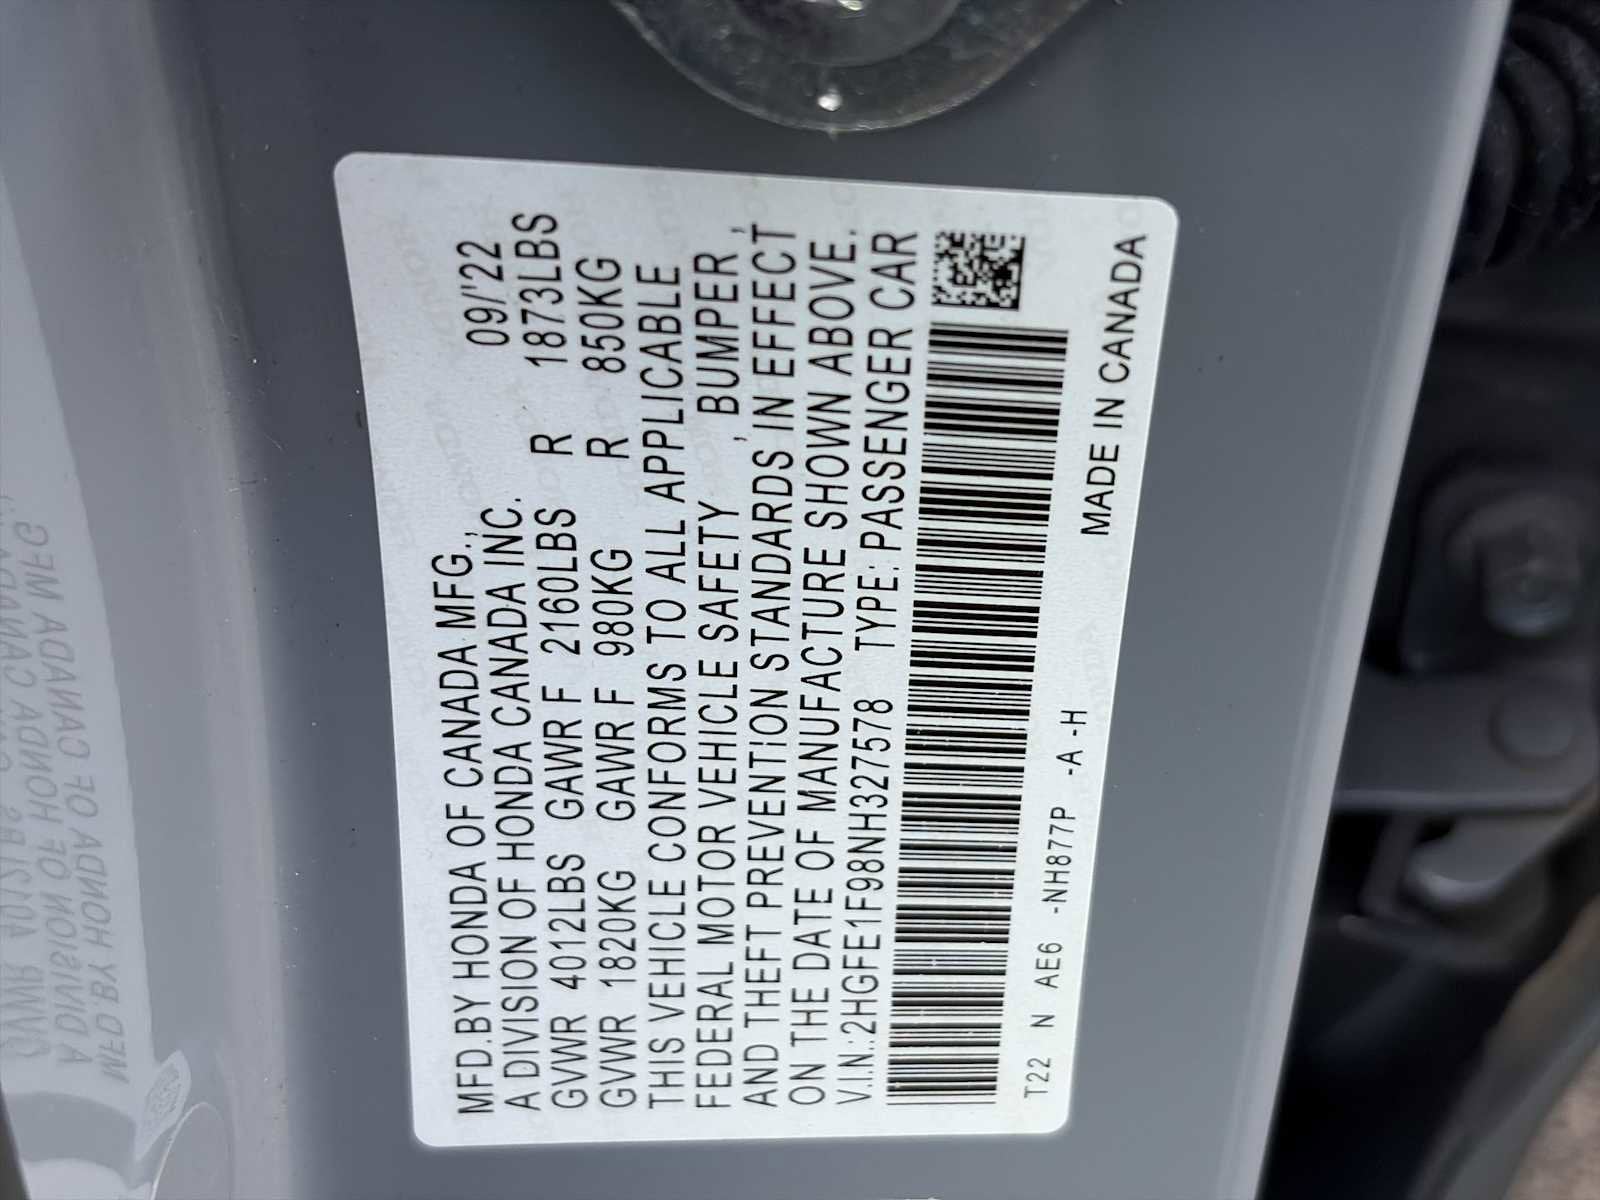 MFD.BY HONDA OF CANADA MFG., 09/'22
A DIVISION OF HONDA CANADA INC.
GVWR 4012LBS GAWR F 2160LBS R 1873LBS
GVWR 1820KG GAWR F 980KG R 850KG
THIS VEHICLE CONFORMS TO ALL APPLICABLE
FEDERAL MOTOR VEHICLE SAFETY , BUMPER ,
AND THEFT PREVENTION STANDARDS IN EFFECT
ON THE DATE OF MANUFACTURE SHOWN ABOVE.
V.I.N.:2HGFE1F98NH327578 TYPE: PASSENGER CAR
T22 N AE6 -NH877P -A -H
MADE IN CANADA